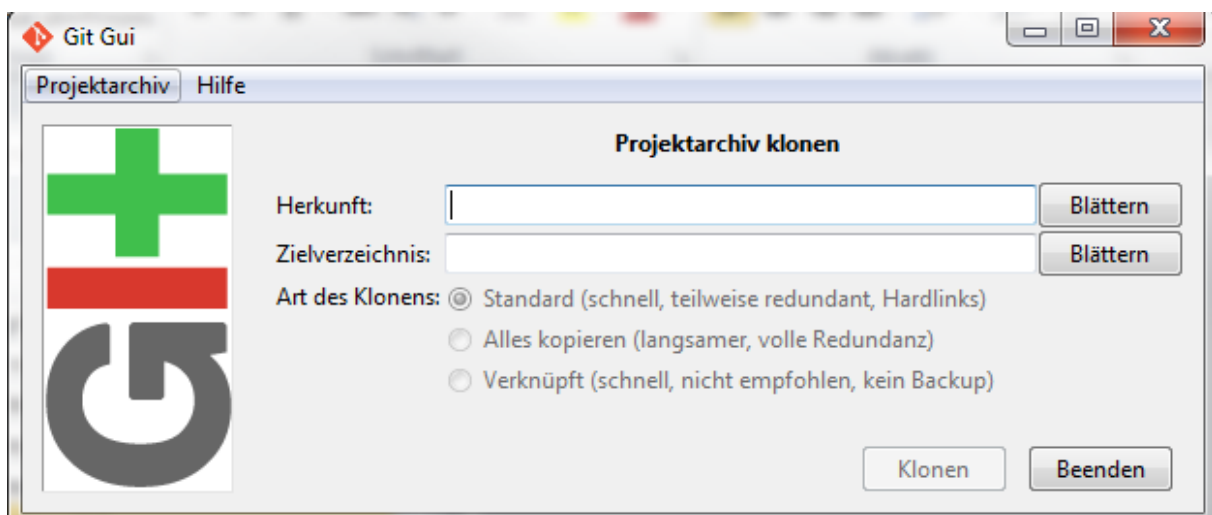 Git Gui
Projektarchiv Hilfe
Projektarchiv klonen
Herkunft: Blättern
Zielverzeichnis: Blättern
Art des Klonens: Standard (schnell, teilweise redundant, Hardlinks)
Alles kopieren (langsamer, volle Redundanz)
Verknüpft (schnell, nicht empfohlen, kein Backup)
Klonen Beenden
GIT